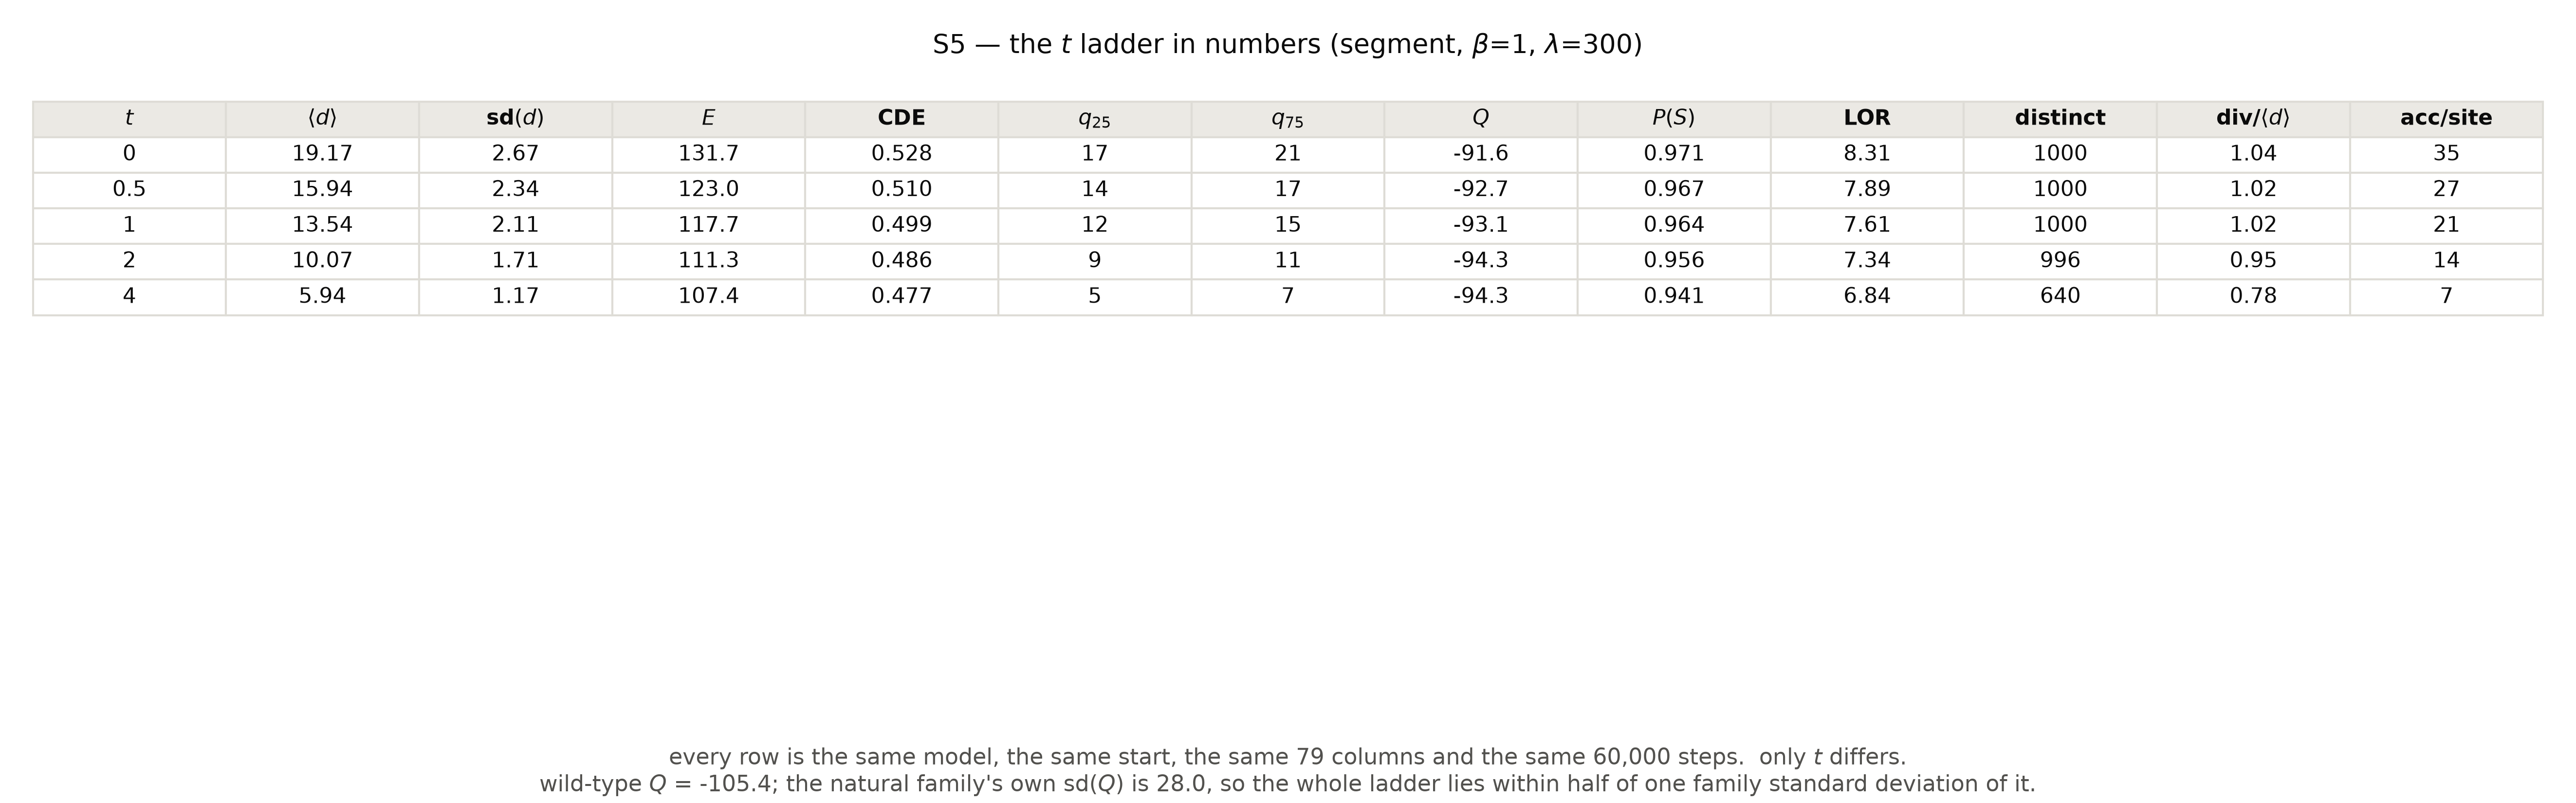 S5 — the t ladder in numbers (segment, β=1, λ=300)
t ⟨d⟩ sd(d) E CDE q25 q75 Q P(S) LOR distinct div/⟨d⟩ acc/site
0 19.17 2.67 131.7 0.528 17 21 -91.6 0.971 8.31 1000 1.04 35
0.5 15.94 2.34 123.0 0.510 14 17 -92.7 0.967 7.89 1000 1.02 27
1 13.54 2.11 117.7 0.499 12 15 -93.1 0.964 7.61 1000 1.02 21
2 10.07 1.71 111.3 0.486 9 11 -94.3 0.956 7.34 996 0.95 14
4 5.94 1.17 107.4 0.477 5 7 -94.3 0.941 6.84 640 0.78 7
every row is the same model, the same start, the same 79 columns and the same 60,000 steps. only t differs.
wild-type Q = -105.4; the natural family's own sd(Q) is 28.0, so the whole ladder lies within half of one family standard deviation of it.